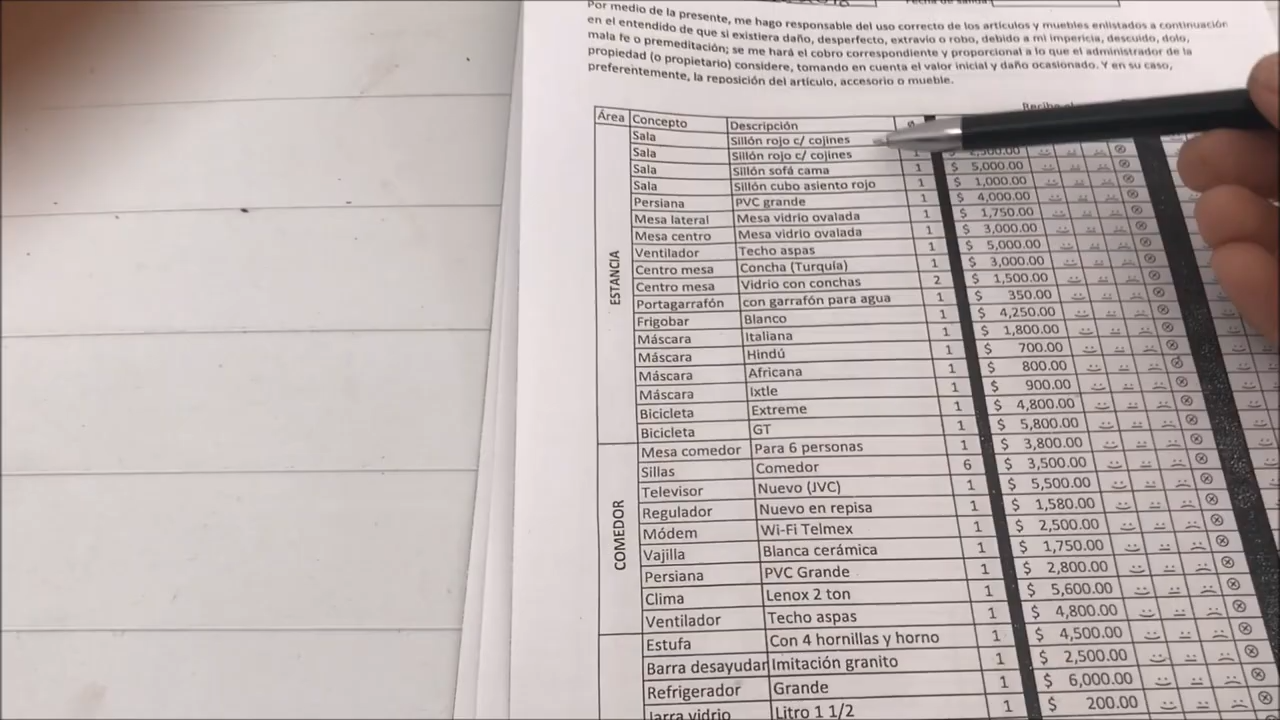 Por medio de la presente, me hago responsable del uso correcto de los artículos y muebles enlistados a continuación
en el entendido de que si existiera daño, desperfecto, extravío o robo, debido a mi impericia, descuido, dolo,
mala fe o premeditación; se me hará el cobro correspondiente y proporcional a lo que el administrador de la
propiedad (o propietario) considere, tomando en cuenta el valor inicial y daño ocasionado. Y en su caso,
preferentemente, la reposición del artículo, accesorio o mueble.
Área Concepto Descripción
ESTANCIA
Sala Sillón rojo c/ cojines
Sala Sillón rojo c/ cojines 1 $ 2,500.00
Sala Sillón sofá cama 1 $ 5,000.00
Sala Sillón cubo asiento rojo 1 $ 1,000.00
Persiana PVC grande 1 $ 4,000.00
Mesa lateral Mesa vidrio ovalada 1 $ 1,750.00
Mesa centro Mesa vidrio ovalada 1 $ 3,000.00
Ventilador Techo aspas 1 $ 5,000.00
Centro mesa Concha (Turquía) 1 $ 3,000.00
Centro mesa Vidrio con conchas 2 $ 1,500.00
Portagarrafón con garrafón para agua 1 $ 350.00
Frigobar Blanco 1 $ 4,250.00
Máscara Italiana 1 $ 1,800.00
Máscara Hindú 1 $ 700.00
Máscara Africana 1 $ 800.00
Máscara Ixtle 1 $ 900.00
Bicicleta Extreme 1 $ 4,800.00
Bicicleta GT 1 $ 5,800.00
COMEDOR
Mesa comedor Para 6 personas 1 $ 3,800.00
Sillas Comedor 6 $ 3,500.00
Televisor Nuevo (JVC) 1 $ 5,500.00
Regulador Nuevo en repisa 1 $ 1,580.00
Módem Wi-Fi Telmex 1 $ 2,500.00
Vajilla Blanca cerámica 1 $ 1,750.00
Persiana PVC Grande 1 $ 2,800.00
Clima Lenox 2 ton 1 $ 5,600.00
Ventilador Techo aspas 1 $ 4,800.00
Estufa Con 4 hornillas y horno 1 $ 4,500.00
Barra desayudar Imitación granito 1 $ 2,500.00
Refrigerador Grande 1 $ 6,000.00
Jarra vidrio Litro 1 1/2 1 $ 200.00